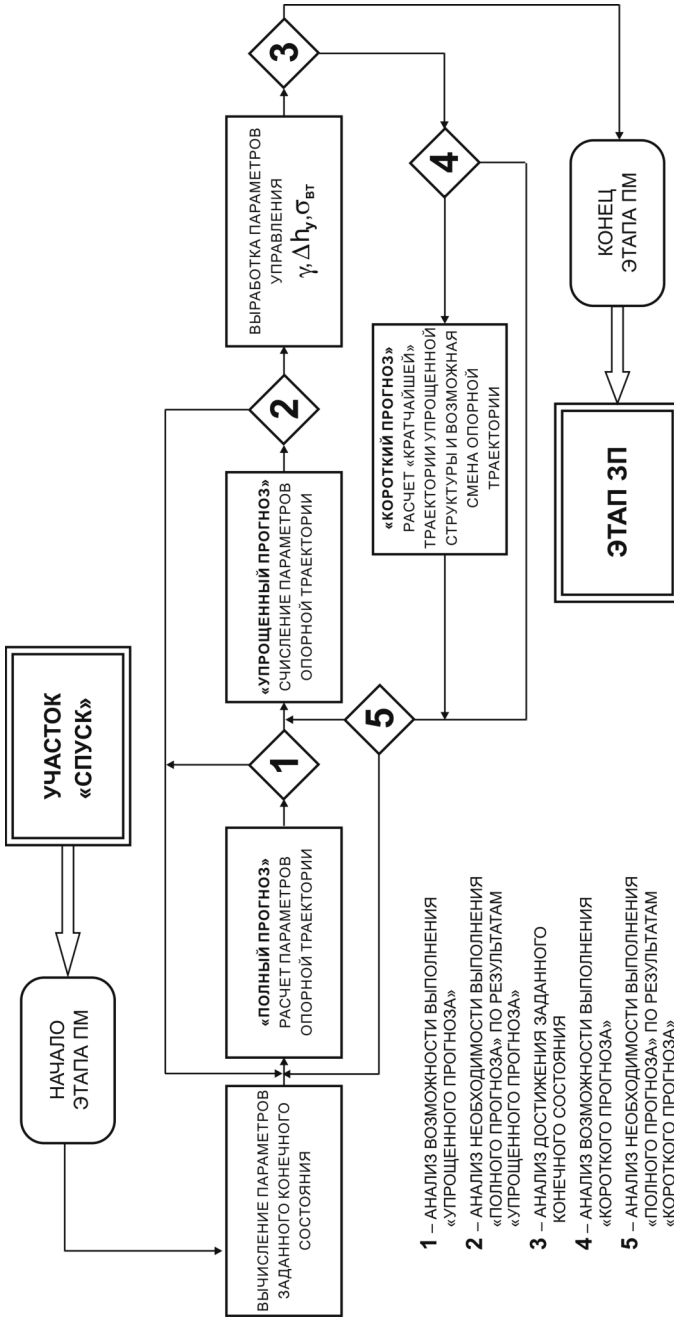 УЧАСТОК
«СПУСК»
НАЧАЛО
ЭТАПА ПМ
ВЫЧИСЛЕНИЕ ПАРАМЕТРОВ
ЗАДАННОГО КОНЕЧНОГО
СОСТОЯНИЯ
«ПОЛНЫЙ ПРОГНОЗ»
РАСЧЕТ ПАРАМЕТРОВ
ОПОРНОЙ ТРАЕКТОРИИ
1
«УПРОЩЕННЫЙ ПРОГНОЗ»
СЧИСЛЕНИЕ ПАРАМЕТРОВ
ОПОРНОЙ ТРАЕКТОРИИ
2
ВЫРАБОТКА ПАРАМЕТРОВ
УПРАВЛЕНИЯ
γ, Δhу, σвт
3
4
5
«КОРОТКИЙ ПРОГНОЗ»
РАСЧЕТ «КРАТЧАЙШЕЙ»
ТРАЕКТОРИИ УПРОЩЕННОЙ
СТРУКТУРЫ И ВОЗМОЖНАЯ
СМЕНА ОПОРНОЙ
ТРАЕКТОРИИ
КОНЕЦ
ЭТАПА ПМ
ЭТАП ЗП
1 – АНАЛИЗ ВОЗМОЖНОСТИ ВЫПОЛНЕНИЯ
«УПРОЩЕННОГО ПРОГНОЗА»
2 – АНАЛИЗ НЕОБХОДИМОСТИ ВЫПОЛНЕНИЯ
«ПОЛНОГО ПРОГНОЗА» ПО РЕЗУЛЬТАТАМ
«УПРОЩЕННОГО ПРОГНОЗА»
3 – АНАЛИЗ ДОСТИЖЕНИЯ ЗАДАННОГО
КОНЕЧНОГО СОСТОЯНИЯ
4 – АНАЛИЗ ВОЗМОЖНОСТИ ВЫПОЛНЕНИЯ
«КОРОТКОГО ПРОГНОЗА»
5 – АНАЛИЗ НЕОБХОДИМОСТИ ВЫПОЛНЕНИЯ
«ПОЛНОГО ПРОГНОЗА» ПО РЕЗУЛЬТАТАМ
«КОРОТКОГО ПРОГНОЗА»